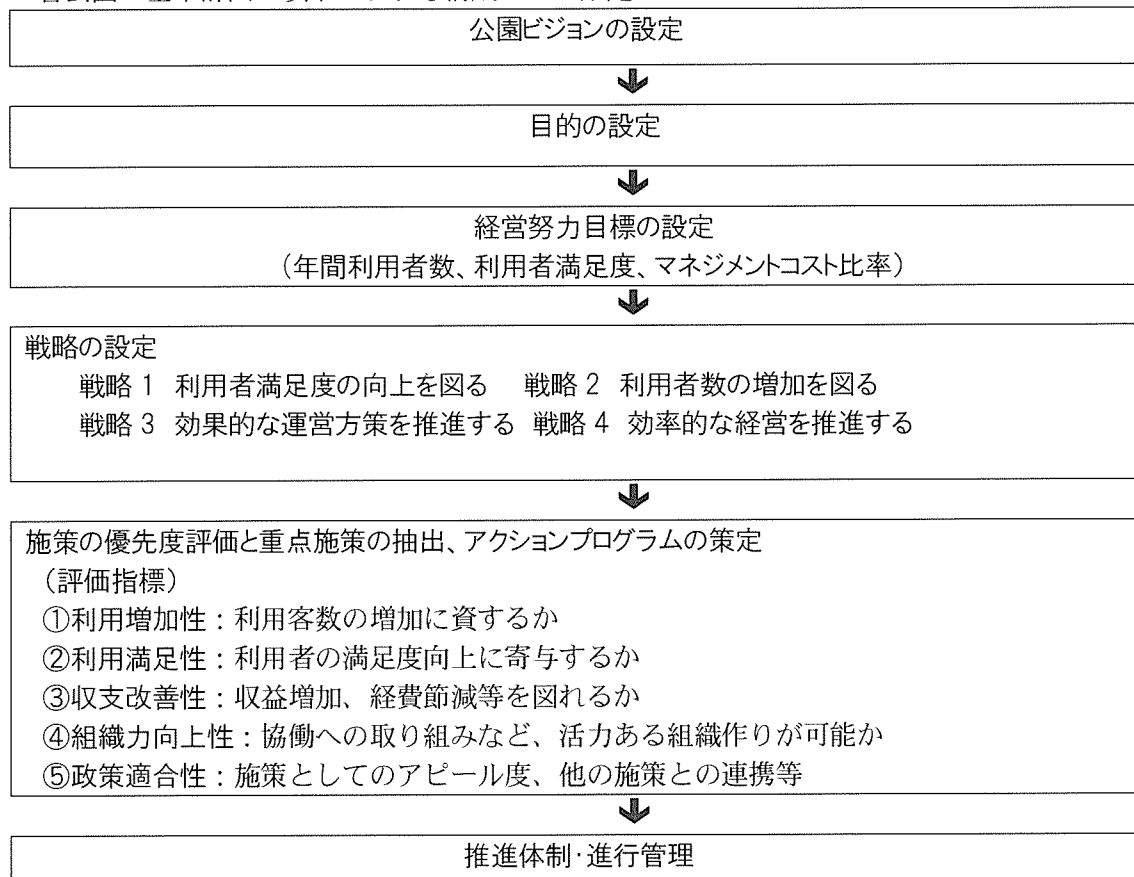 公園ビジョンの設定
目的の設定
経営努力目標の設定
（年間利用者数、利用者満足度、マネジメントコスト比率）
戦略の設定
戦略1 利用者満足度の向上を図る 戦略2 利用者数の増加を図る
戦略3 効果的な運営方策を推進する 戦略4 効率的な経営を推進する
施策の優先度評価と重点施策の抽出、アクションプログラムの策定
（評価指標）
①利用増加性：利用客数の増加に資するか
②利用満足性：利用者の満足度向上に寄与するか
③収支改善性：収益増加、経費節減等を図れるか
④組織力向上性：協働への取り組みなど、活力ある組織作りが可能か
⑤政策適合性：施策としてのアピール度、他の施策との連携等
推進体制･進行管理